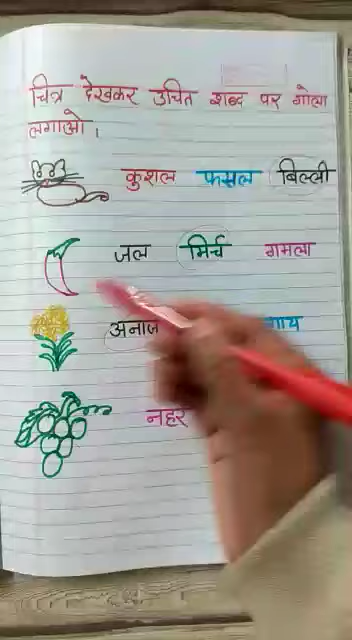 चित्र देखकर उचित शब्द पर गोला
लगाओ ।
कुशल फसल बिल्ली
जल मिर्च गमला
अनाज
नहर